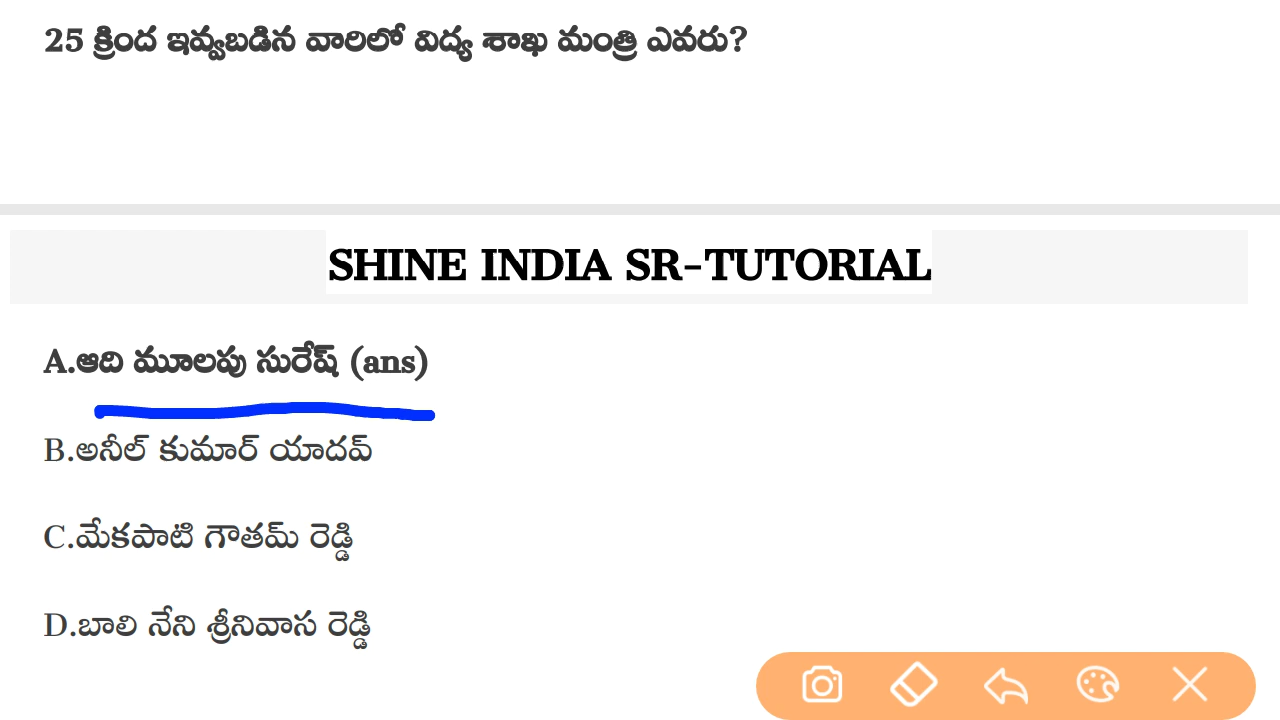 25 క్రింద ఇవ్వబడిన వారిలో విద్య శాఖ మంత్రి ఎవరు?
SHINE INDIA SR-TUTORIAL
A.ఆది మూలపు సురేష్ (ans)
B.అనీల్ కుమార్ యాదవ్
C.మేకపాటి గౌతమ్ రెడ్డి
D.బాలి నేని శ్రీనివాస రెడ్డి